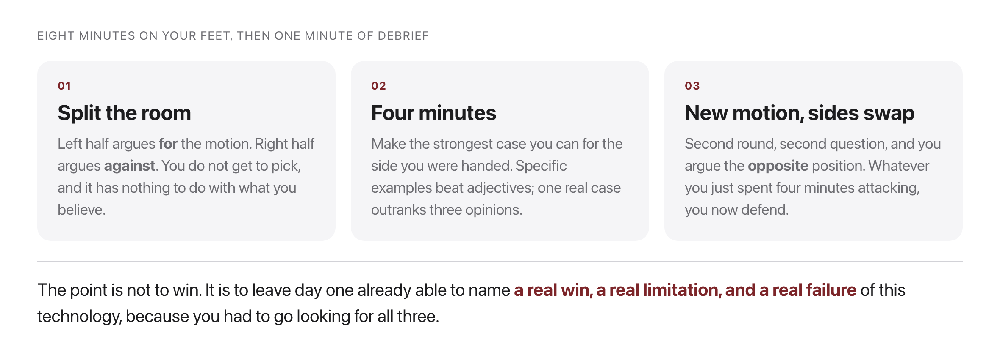 EIGHT MINUTES ON YOUR FEET, THEN ONE MINUTE OF DEBRIEF
01
Split the room
Left half argues for the motion. Right half
argues against. You do not get to pick,
and it has nothing to do with what you
believe.
02
Four minutes
Make the strongest case you can for the
side you were handed. Specific
examples beat adjectives; one real case
outranks three opinions.
03
New motion, sides swap
Second round, second question, and you
argue the opposite position. Whatever
you just spent four minutes attacking,
you now defend.
The point is not to win. It is to leave day one already able to name a real win, a real limitation, and a real failure of this
technology, because you had to go looking for all three.